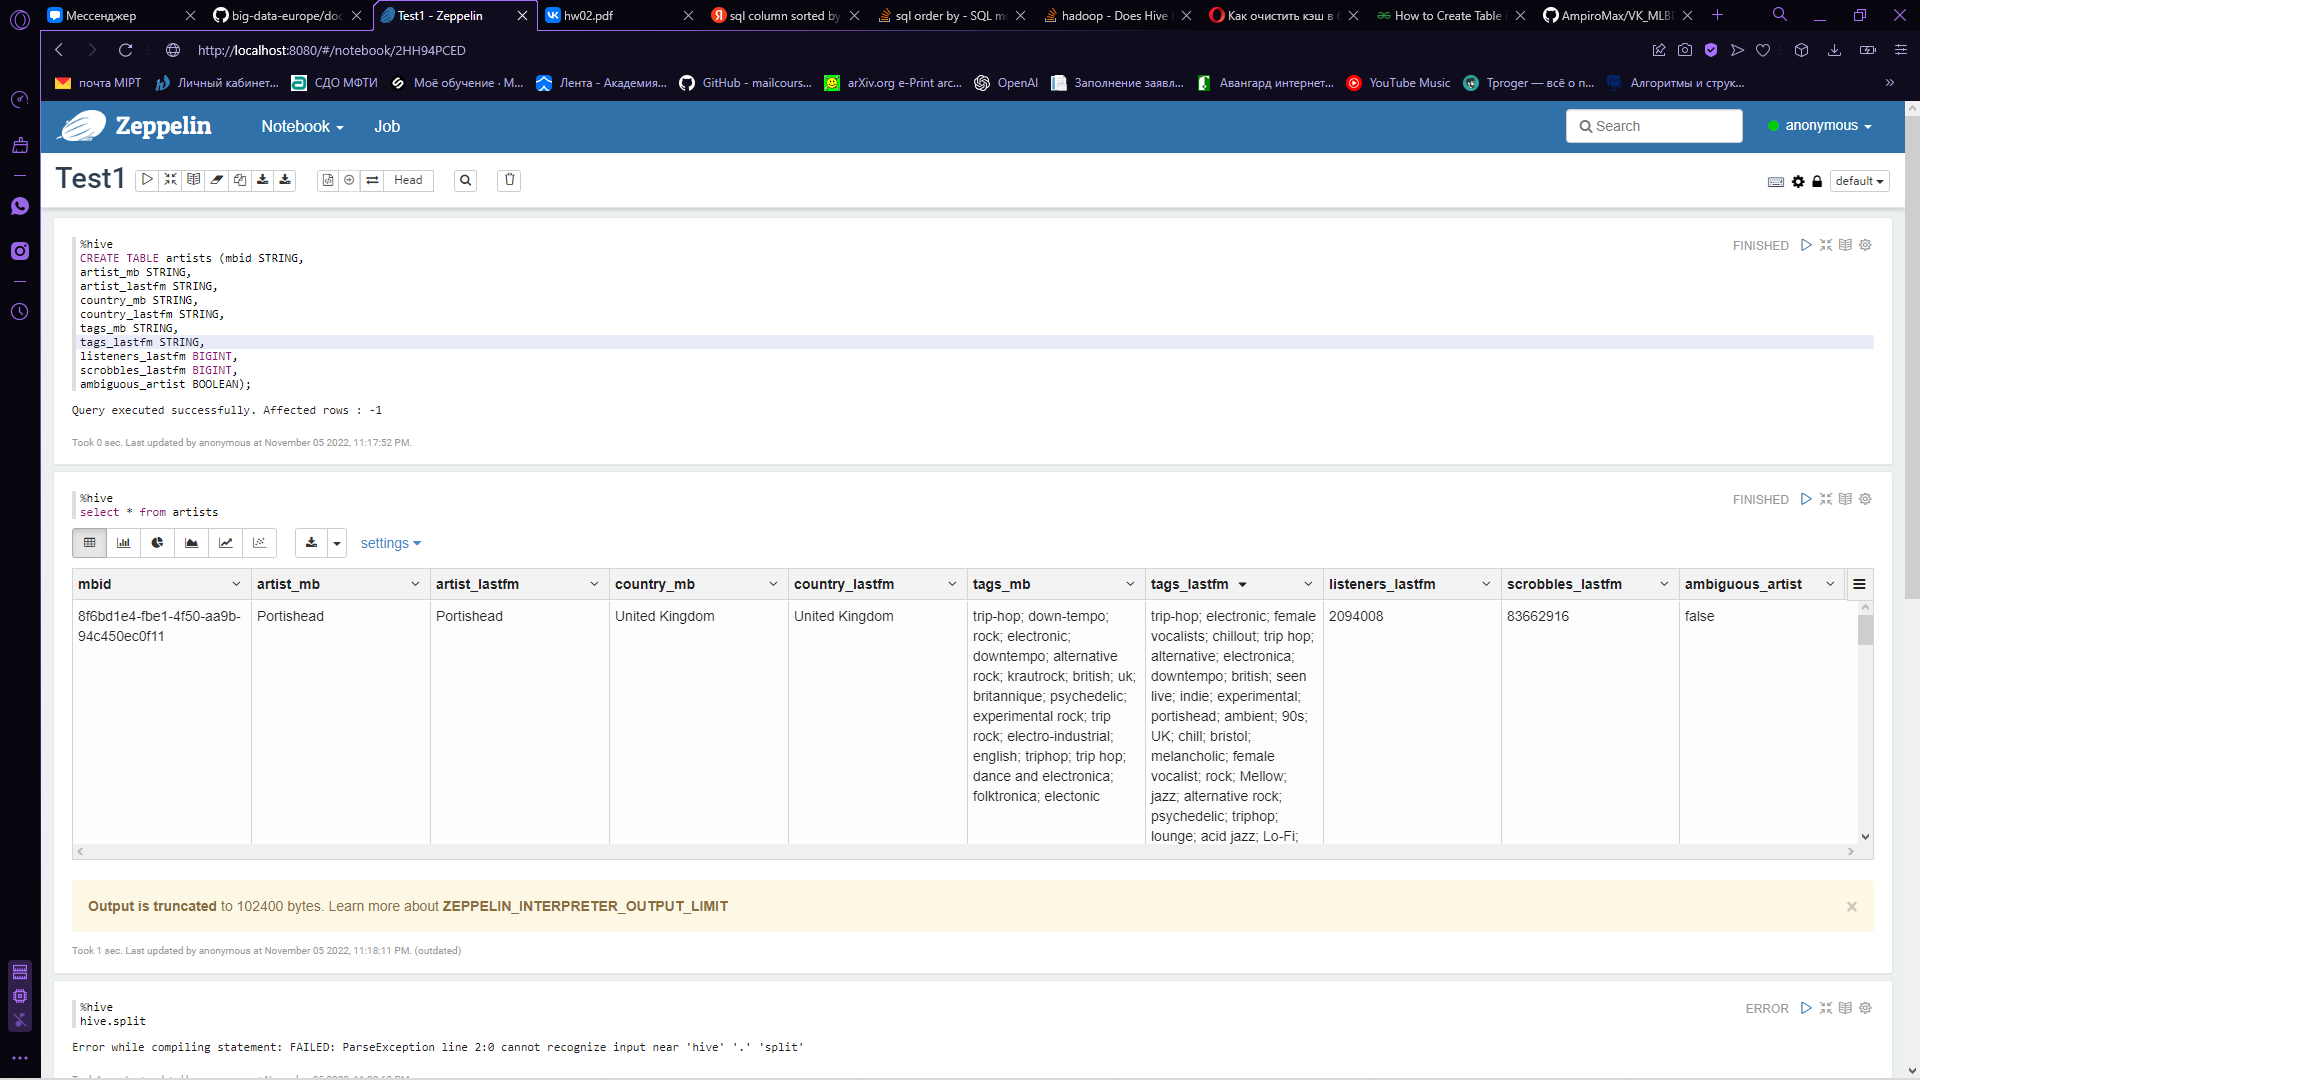 Мессенджер
big-data-europe/doc
Test1 - Zeppelin
hw02.pdf
sql column sorted by
sql order by - SQL m
hadoop - Does Hive
Как очистить кэш в
How to Create Table
AmpiroMax/VK_MLB
http://localhost:8080/#/notebook/2HH94PCED
почта MIPT
Личный кабинет...
СДО МФТИ
Моё обучение · М...
Лента - Академия...
GitHub - mailcours...
arXiv.org e-Print arc...
OpenAI
Заполнение заявл...
Авангард интернет...
YouTube Music
Tproger — всё о п...
Алгоритмы и струк...
Zeppelin
Notebook
Job
Search
anonymous
Test1
Head
default
%hive
FINISHED
CREATE TABLE artists (mbid STRING,
artist_mb STRING,
artist_lastfm STRING,
country_mb STRING,
country_lastfm STRING,
tags_mb STRING,
tags_lastfm STRING,
listeners_lastfm BIGINT,
scrobbles_lastfm BIGINT,
ambiguous_artist BOOLEAN);
Query executed successfully. Affected rows : -1
Took 0 sec. Last updated by anonymous at November 05 2022, 11:17:52 PM.
%hive
FINISHED
select * from artists
settings
mbid
artist_mb
artist_lastfm
country_mb
country_lastfm
tags_mb
tags_lastfm
listeners_lastfm
scrobbles_lastfm
ambiguous_artist
8f6bd1e4-fbe1-4f50-aa9b-
94c450ec0f11
Portishead
Portishead
United Kingdom
United Kingdom
trip-hop; down-tempo;
rock; electronic;
downtempo; alternative
rock; krautrock; british; uk;
britannique; psychedelic;
experimental rock; trip
rock; electro-industrial;
english; triphop; trip hop;
dance and electronica;
folktronica; electonic
trip-hop; electronic; female
vocalists; chillout; trip hop;
alternative; electronica;
downtempo; british; seen
live; indie; experimental;
portishead; ambient; 90s;
UK; chill; bristol;
melancholic; female
vocalist; rock; Mellow;
jazz; alternative rock;
psychedelic; triphop;
lounge; acid jazz; Lo-Fi;
2094008
83662916
false
Output is truncated to 102400 bytes. Learn more about ZEPPELIN_INTERPRETER_OUTPUT_LIMIT
Took 1 sec. Last updated by anonymous at November 05 2022, 11:18:11 PM. (outdated)
%hive
ERROR
hive.split
Error while compiling statement: FAILED: ParseException line 2:0 cannot recognize input near 'hive' '.' 'split'